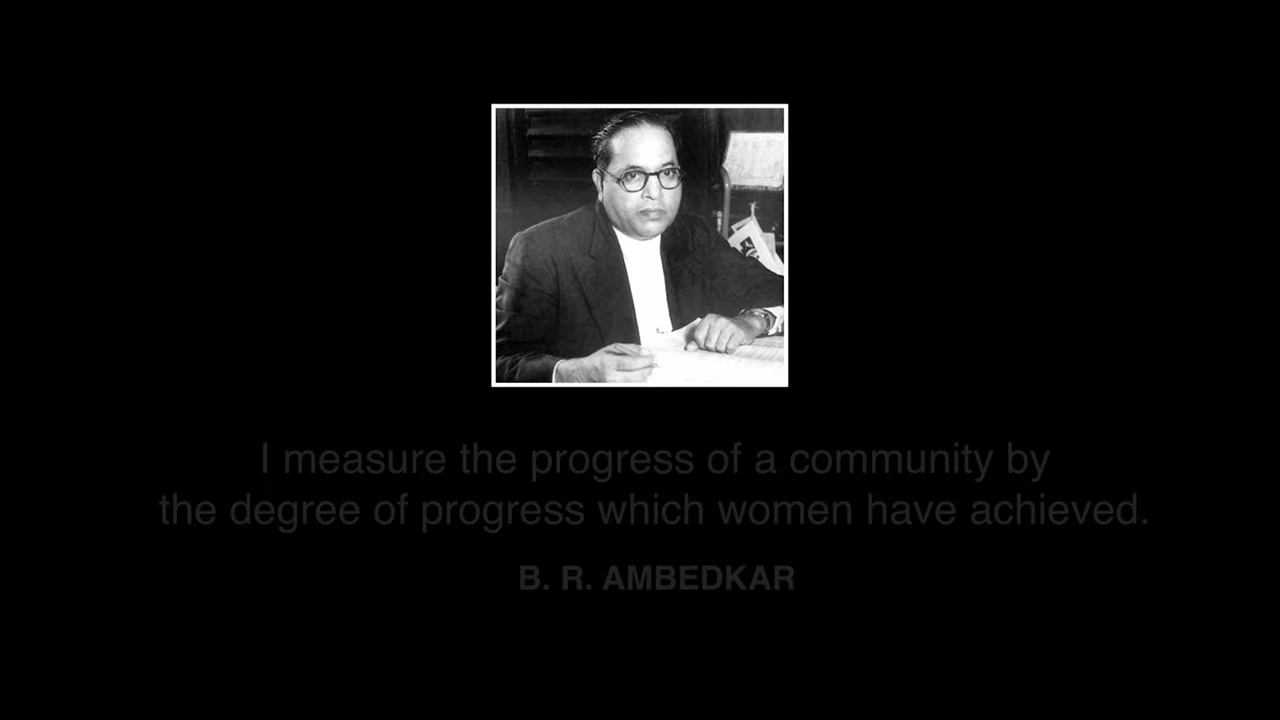 I measure the progress of a community by
the degree of progress which women have achieved.
B. R. AMBEDKAR